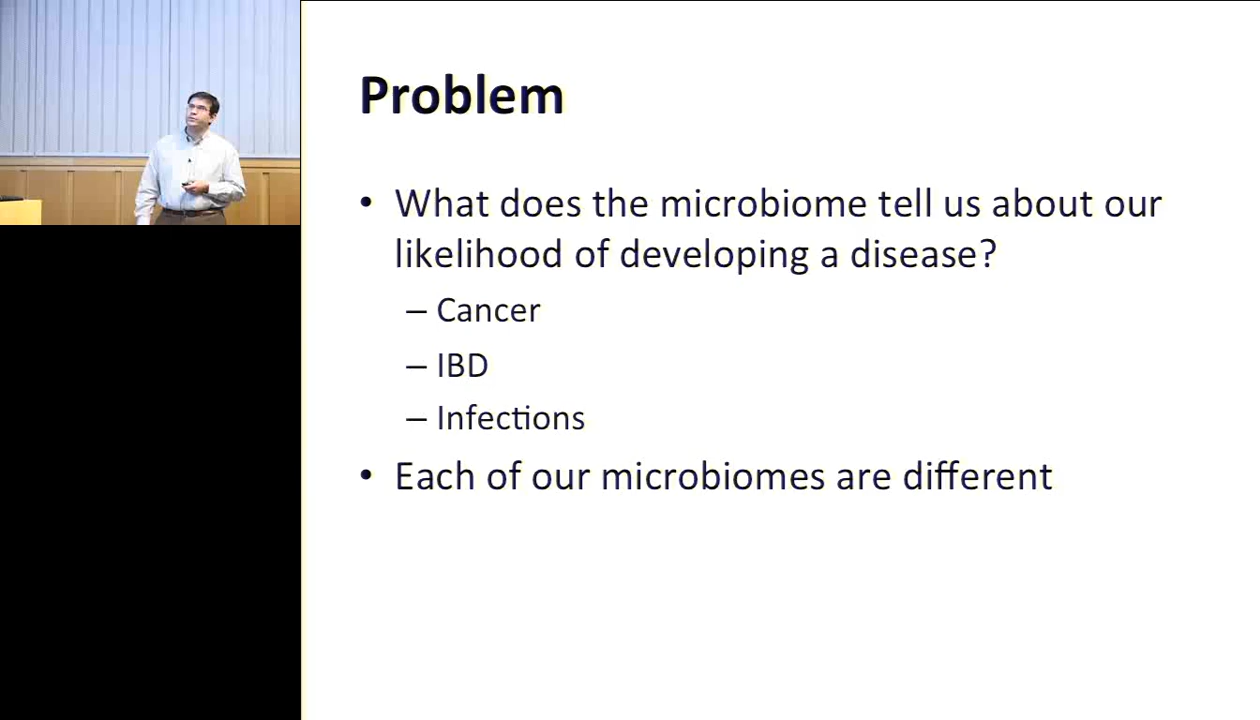 Problem
• What does the microbiome tell us about our
likelihood of developing a disease?
– Cancer
– IBD
– Infections
• Each of our microbiomes are different